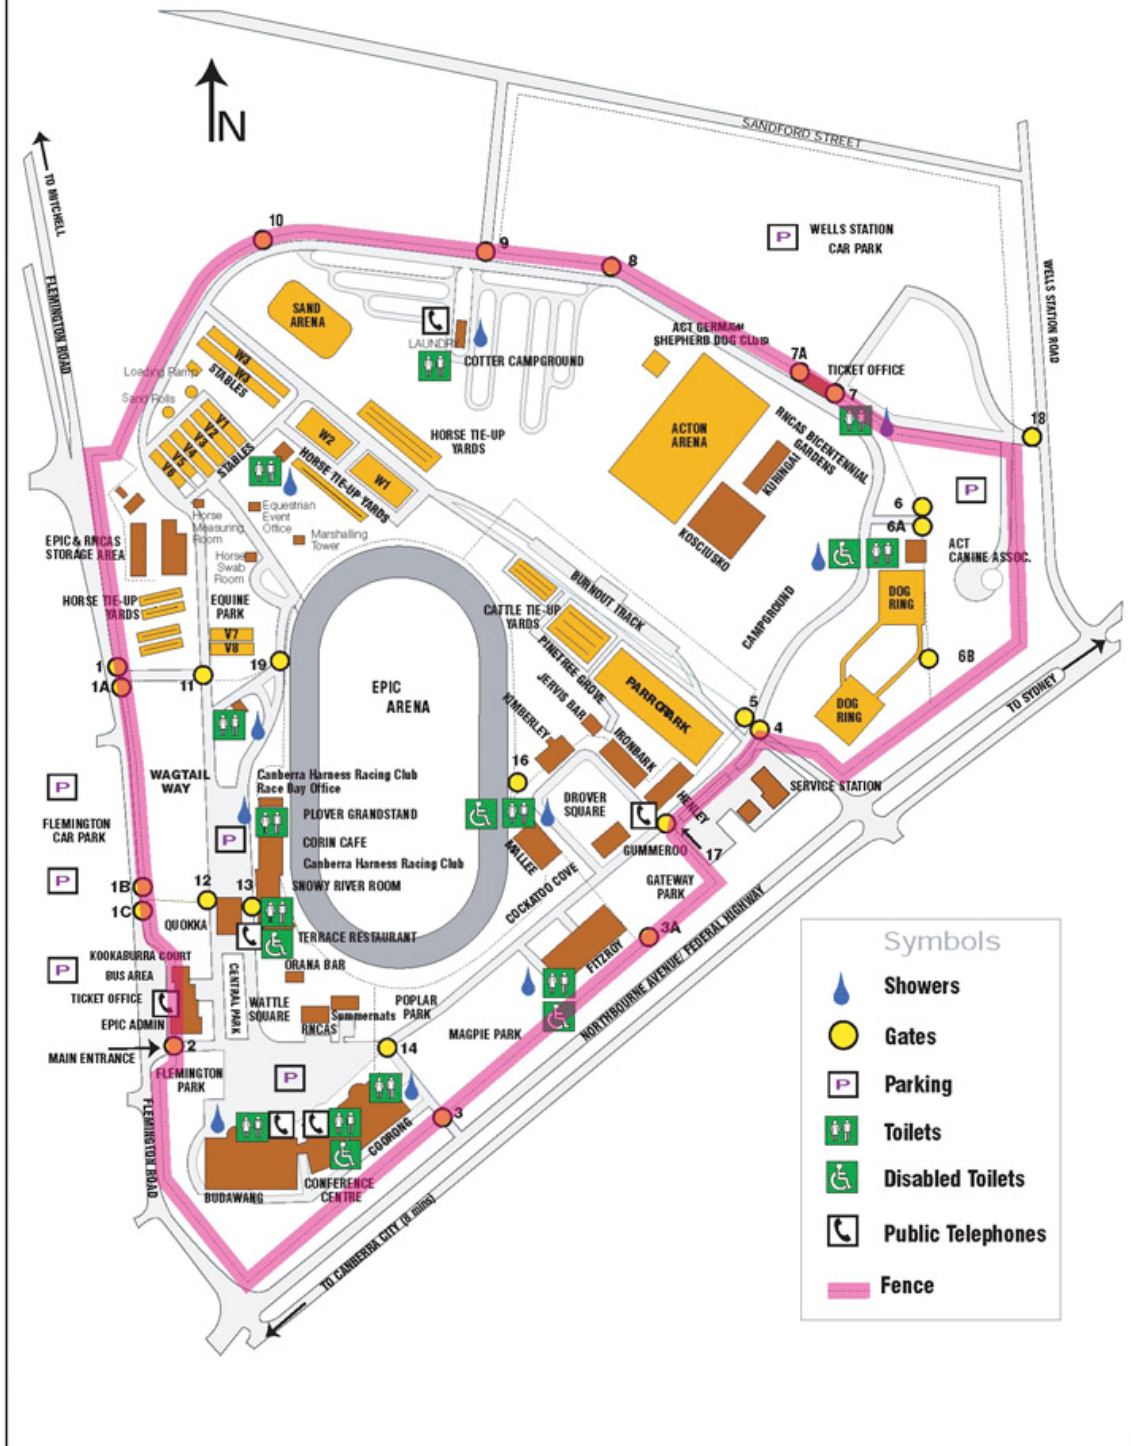 SANDFORD STREET
N
TO MITCHELL
FLEMINGTON ROAD
10
9
8
P
WELLS STATION
CAR PARK
WELLS STATION ROAD
SAND
ARENA
LAUNDRY
COTTER CAMPGROUND
ACT GERMAN
SHEPHERD DOG CLUB
7A
TICKET OFFICE
7
18
W3
W3
STABLES
Loading Ramp
Sand Rolls
V1
V2
V3
V4
V5
V6
STABLES
W2
HORSE TIE-UP YARDS
W1
HORSE TIE-UP
YARDS
ACTON
ARENA
RNCAS BICENTENNIAL
GARDENS
KURINGAI
KOSCIUSKO
6
6A
P
ACT
CANINE ASSOC.
Horse
Measuring
Room
Equestrian
Event
Office
Marshalling
Tower
Horse
Swab
Room
EPIC & RNCAS
STORAGE AREA
HORSE TIE-UP
YARDS
EQUINE
PARK
V7
V8
DOG
RING
DOG
RING
6B
CAMPGROUND
BURNOUT TRACK
CATTLE TIE-UP
YARDS
PINETREE GROVE
JERVIS BAR
KIMBERLEY
IRONBARK
1
1A
11
19
EPIC
ARENA
5
4
TO SYDNEY
SERVICE STATION
16
DROVER
SQUARE
HENLEY
GUMMEROO
17
MALLEE
COCKATOO COVE
GATEWAY
PARK
WAGTAIL
WAY
Canberra Harness Racing Club
Race Day Office
PLOVER GRANDSTAND
CORIN CAFE
Canberra Harness Racing Club
SNOWY RIVER ROOM
P
FLEMINGTON
CAR PARK
P
P
P
1B
1C
12
13
QUOKKA
TERRACE RESTAURANT
ORANA BAR
KOOKABURRA COURT
BUS AREA
TICKET OFFICE
EPIC ADMIN
MAIN ENTRANCE
2
CENTRAL PARK
WATTLE
SQUARE
RNCAS
Summernats
POPLAR
PARK
14
MAGPIE PARK
FITZROY
3A
NORTHBOURNE AVENUE/ FEDERAL HIGHWAY
FLEMINGTON
PARK
P
3
COORONG
BUDAWANG
CONFERENCE
CENTRE
FLEMINGTON ROAD
TO CANBERRA CITY (8 mins)
Symbols
Showers
Gates
P
Parking
Toilets
Disabled Toilets
Public Telephones
Fence